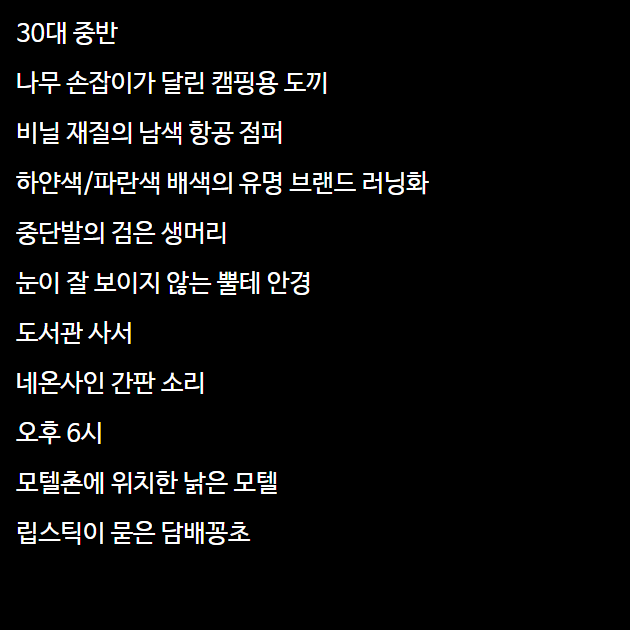 30대 중반
나무 손잡이가 달린 캠핑용 도끼
비닐 재질의 남색 항공 점퍼
하얀색/파란색 배색의 유명 브랜드 러닝화
중단발의 검은 생머리
눈이 잘 보이지 않는 뿔테 안경
도서관 사서
네온사인 간판 소리
오후 6시
모텔촌에 위치한 낡은 모텔
립스틱이 묻은 담배꽁초